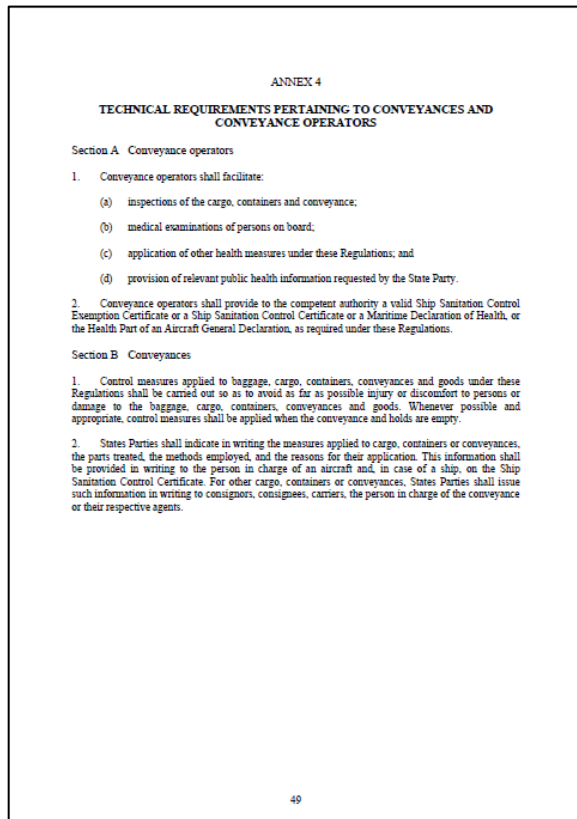 ANNEX 4
TECHNICAL REQUIREMENTS PERTAINING TO CONVEYANCES AND
CONVEYANCE OPERATORS
Section A Conveyance operators
1. Conveyance operators shall facilitate:
(a) inspections of the cargo, containers and conveyance;
(b) medical examinations of persons on board;
(c) application of other health measures under these Regulations; and
(d) provision of relevant public health information requested by the State Party.
2. Conveyance operators shall provide to the competent authority a valid Ship Sanitation Control
Exemption Certificate or a Ship Sanitation Control Certificate or a Maritime Declaration of Health, or
the Health Part of an Aircraft General Declaration, as required under these Regulations.
Section B Conveyances
1. Control measures applied to baggage, cargo, containers, conveyances and goods under these
Regulations shall be carried out so as to avoid as far as possible injury or discomfort to persons or
damage to the baggage, cargo, containers, conveyances and goods. Whenever possible and
appropriate, control measures shall be applied when the conveyance and holds are empty.
2. States Parties shall indicate in writing the measures applied to cargo, containers or conveyances,
the parts treated, the methods employed, and the reasons for their application. This information shall
be provided in writing to the person in charge of an aircraft and, in case of a ship, on the Ship
Sanitation Control Certificate. For other cargo, containers or conveyances, States Parties shall issue
such information in writing to consignors, consignees, carriers, the person in charge of the conveyance
or their respective agents.
49